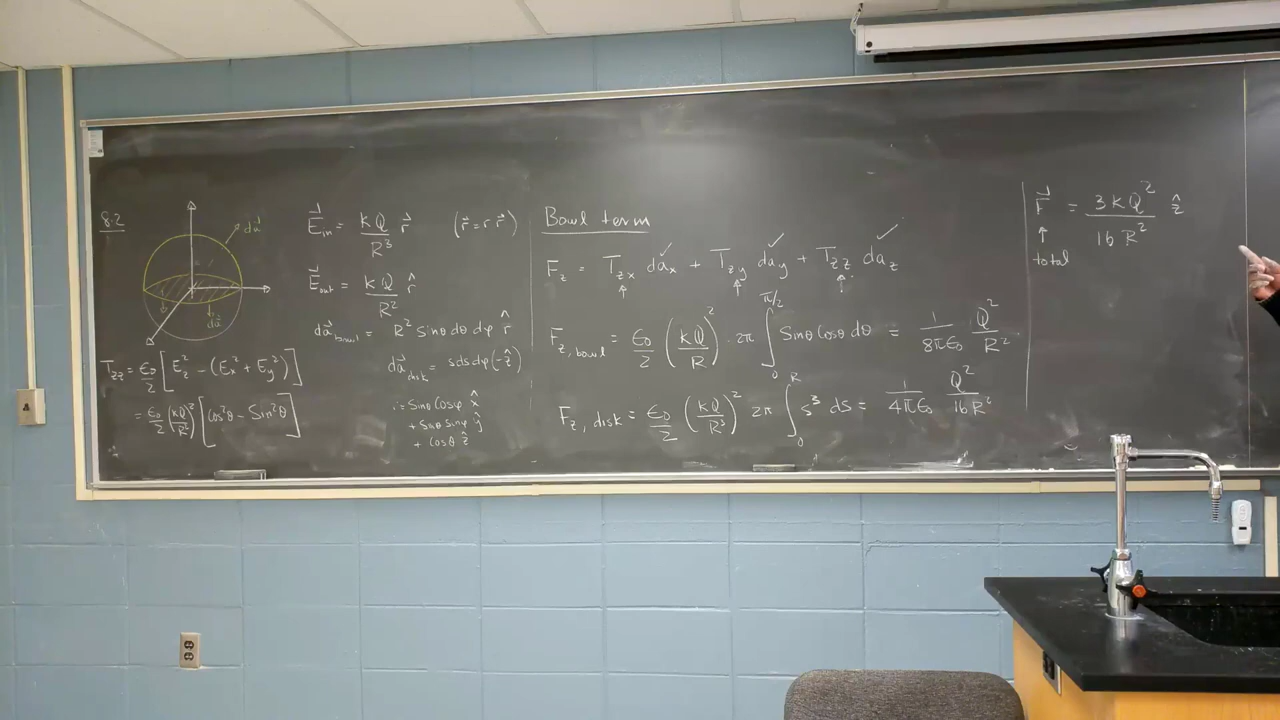 8.2
da⃗
da⃗
E⃗in = kQ/R³ r⃗ (r⃗ = r r̂)
E⃗out = kQ/R² r̂
da⃗bowl = R² Sinθ dθ dφ r̂
da⃗disk = s ds dφ (-ẑ)
r̂ = Sinθ Cosφ x̂
+ Sinθ Sinφ ŷ
+ Cosθ ẑ
Tzz = ε₀/2 [Ez² - (Ex² + Ey²)]
= ε₀/2 (kQ/R²)² [Cos²θ - Sin²θ]
Bowl term
Fz = Tzx dax ✓ + Tzy day ✓ + Tzz daz ✓
Fz, bowl = ε₀/2 (kQ/R)² · 2π ∫₀^π/2 Sinθ Cosθ dθ = 1/8πε₀ Q²/R²
Fz, disk = ε₀/2 (kQ/R³)² 2π ∫₀^R s³ ds = 1/4πε₀ Q²/16R²
F⃗ = 3kQ²/16R² ẑ
↑
total